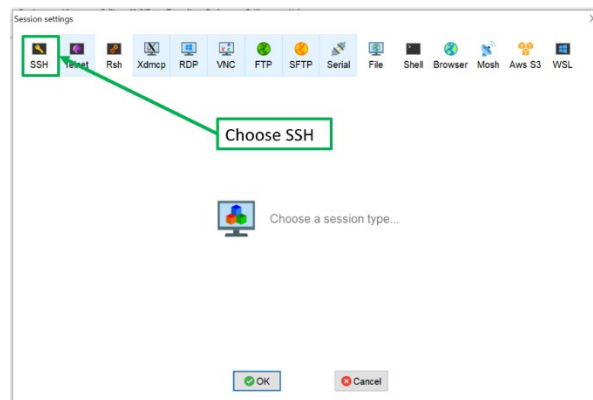 Session settings
SSH Telnet Rsh Xdmcp RDP VNC FTP SFTP Serial File Shell Browser Mosh Aws S3 WSL
Choose SSH
Choose a session type...
OK Cancel